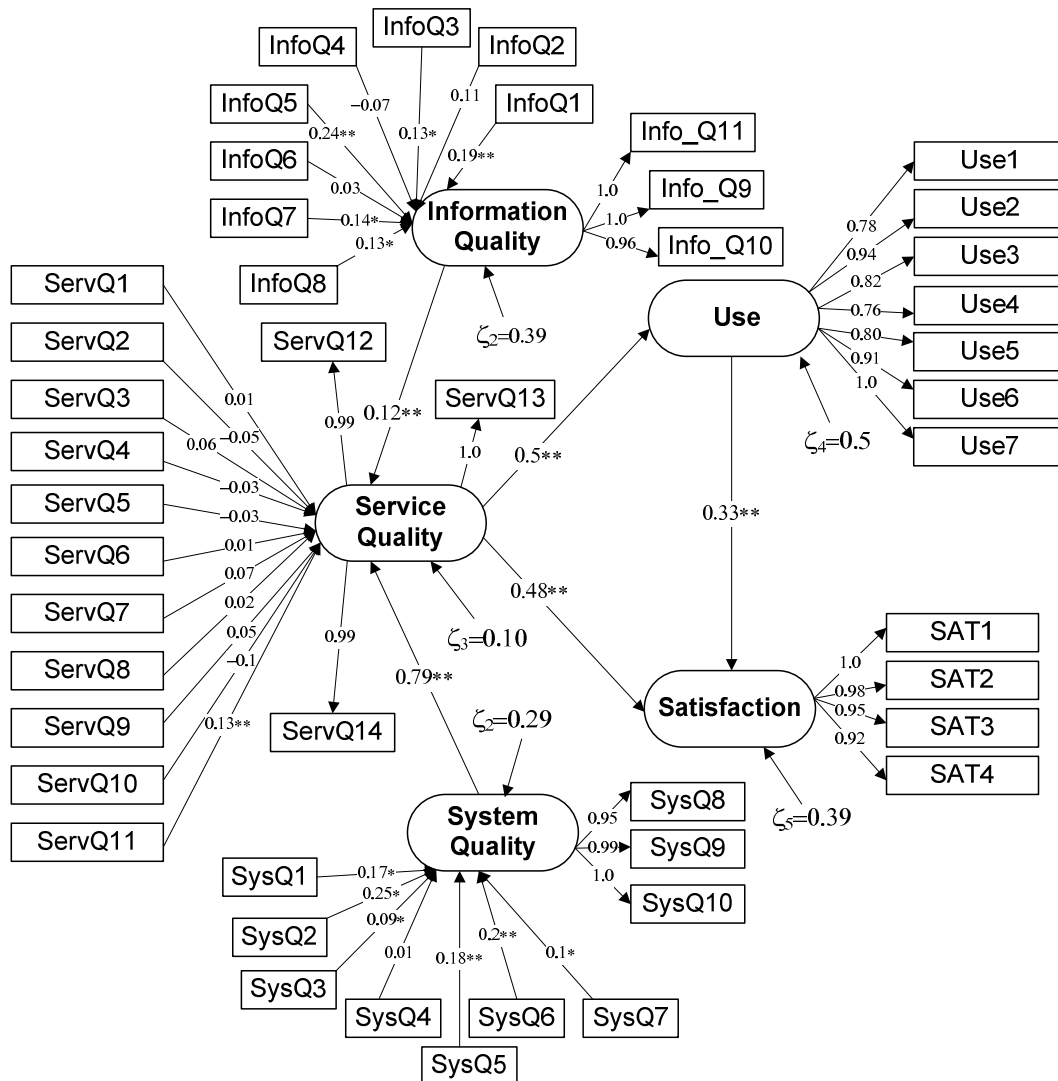 InfoQ3
InfoQ4
InfoQ2
InfoQ5
InfoQ1
InfoQ6
InfoQ7
InfoQ8
−0.07
0.11
0.24**
0.13*
0.19**
0.03
0.14*
0.13*
Information
Quality
Info_Q11
Info_Q9
Info_Q10
1.0
1.0
0.96
ζ2=0.39
Use1
Use2
Use3
Use4
Use5
Use6
Use7
0.78
0.94
0.82
0.76
0.80
0.91
1.0
Use
ζ4=0.5
ServQ1
ServQ2
ServQ3
ServQ4
ServQ5
ServQ6
ServQ7
ServQ8
ServQ9
ServQ10
ServQ11
0.01
−0.05
0.06
−0.03
−0.03
0.01
0.07
0.02
0.05
−0.1
0.13**
ServQ12
ServQ13
0.99
0.12**
1.0
0.5**
Service
Quality
0.99
ServQ14
ζ3=0.10
0.48**
0.33**
0.79**
Satisfaction
SAT1
SAT2
SAT3
SAT4
1.0
0.98
0.95
0.92
ζ5=0.39
ζ2=0.29
System
Quality
SysQ8
SysQ9
SysQ10
0.95
0.99
1.0
SysQ1
SysQ2
SysQ3
SysQ4
SysQ5
SysQ6
SysQ7
0.17*
0.25*
0.09*
0.01
0.18**
0.2**
0.1*